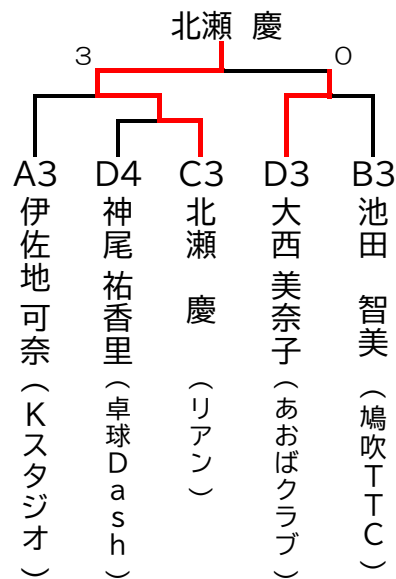 北瀬 慶
3 0
A3 D4 C3 D3 B3
伊佐地 可奈(Kスタジオ)
神尾 祐香里(卓球Dash)
北瀬 慶(リアン)
大西 美奈子(あおばクラブ)
池田 智美(鳩吹TTC)